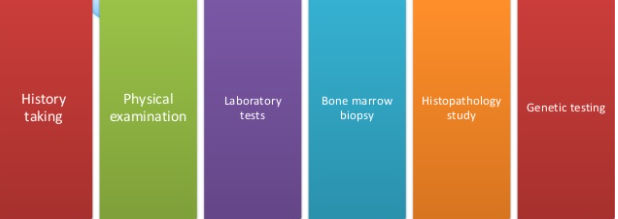 History
taking
Physical
examination
Laboratory
tests
Bone marrow
biopsy
Histopathology
study
Genetic testing